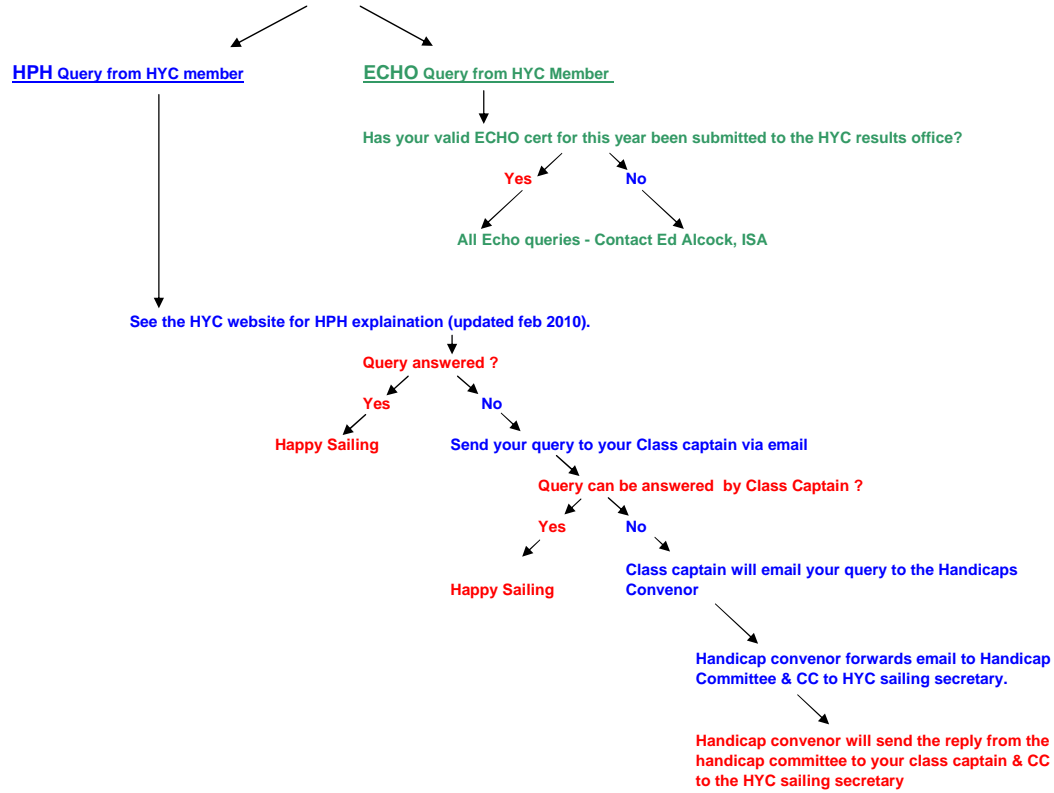 HPH Query from HYC member
ECHO Query from HYC Member
Has your valid ECHO cert for this year been submitted to the HYC results office?
Yes
No
All Echo queries - Contact Ed Alcock, ISA
See the HYC website for HPH explaination (updated feb 2010).
Query answered ?
Yes
No
Happy Sailing
Send your query to your Class captain via email
Query can be answered by Class Captain ?
Yes
No
Happy Sailing
Class captain will email your query to the Handicaps
Convenor
Handicap convenor forwards email to Handicap
Committee & CC to HYC sailing secretary.
Handicap convenor will send the reply from the
handicap committee to your class captain & CC
to the HYC sailing secretary